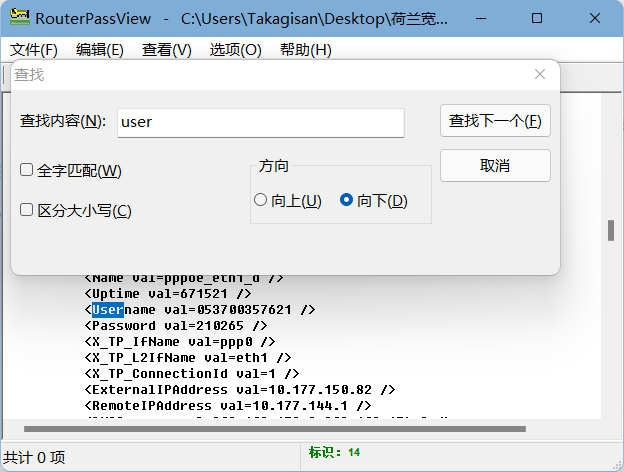 RouterPassView - C:\Users\Takagisan\Desktop\荷兰宽...
文件(F) 编辑(E) 查看(V) 选项(O) 帮助(H)
查找
查找内容(N): user 查找下一个(F)
取消
全字匹配(W)
区分大小写(C)
方向
向上(U) 向下(D)
<Name val=pppoe_eth1_d />
<Uptime val=671521 />
<Username val=053700357621 />
<Password val=210265 />
<X_TP_IfName val=ppp0 />
<X_TP_L2IfName val=eth1 />
<X_TP_ConnectionId val=1 />
<ExternalIPAddress val=10.177.150.82 />
<RemoteIPAddress val=10.177.144.1 />
共计 0 项 标识: 14